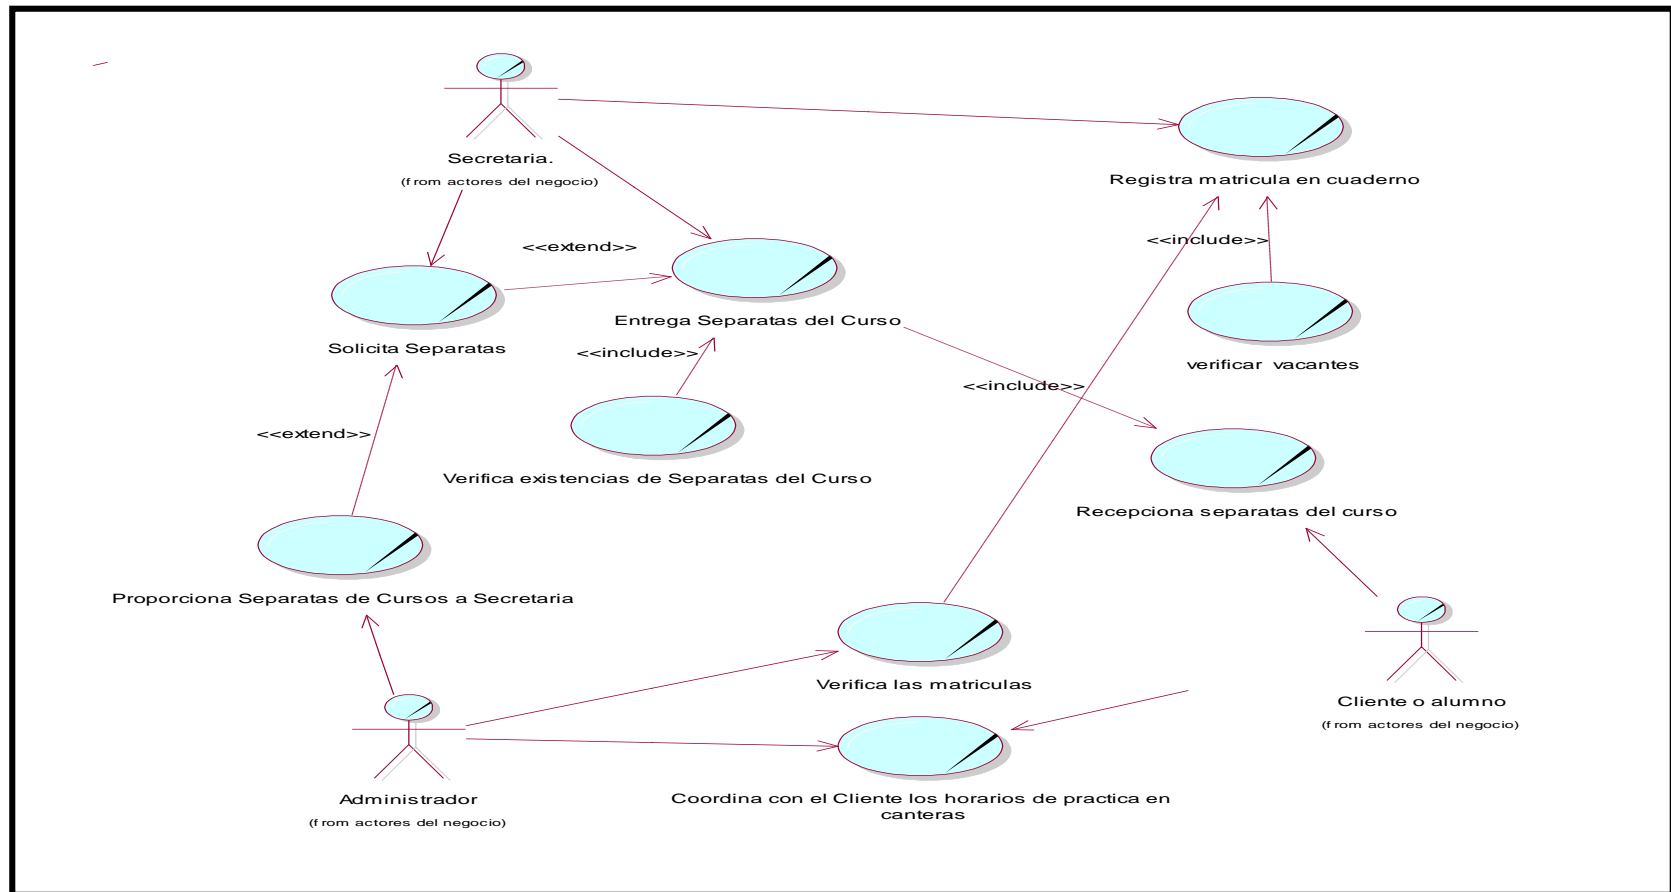 Secretaria.
(from actores del negocio)
Registra matricula en cuaderno
<<extend>>
<<include>>
Entrega Separatas del Curso
Solicita Separatas
<<include>>
verificar vacantes
<<include>>
<<extend>>
Verifica existencias de Separatas del Curso
Recepciona separatas del curso
Proporciona Separatas de Cursos a Secretaria
Verifica las matriculas
Cliente o alumno
(from actores del negocio)
Administrador
(from actores del negocio)
Coordina con el Cliente los horarios de practica en
canteras